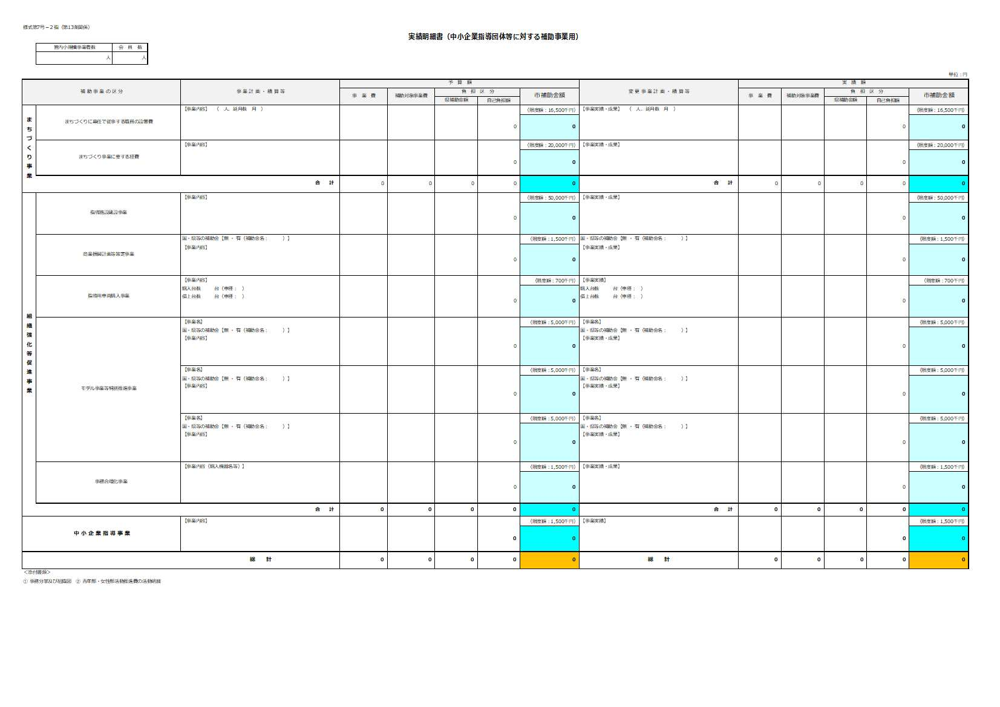 様式第7号－2指（第13条関係）
実績明細書（中小企業指導団体等に対する補助事業用）
管内小規模事業者数 会　員　数
人 人
単位：円
補助事業の区分 事業計画・積算等 予　算　額 変更事業計画・積算等 実　績　額
事　業　費 補助対象事業費 負　担　区　分 市補助金額 事　業　費 補助対象事業費 負　担　区　分 市補助金額
県補助金額 自己負担額 県補助金額 自己負担額
まちづくり事業
まちづくりに専任で従事する職員の設置費 【事業内容】　（　人、延月数　月　） （限度額：16,500千円） 【事業実績・成果】　（　人、延月数　月　） （限度額：16,500千円）
0 0 0 0
まちづくり事業に要する経費 【事業内容】 （限度額：20,000千円） 【事業実績・成果】 （限度額：20,000千円）
0 0 0 0
合　計 0 0 0 0 0 合　計 0 0 0 0 0
組織強化等促進事業
指導施設建設事業 【事業内容】 （限度額：50,000千円） 【事業実績・成果】 （限度額：50,000千円）
0 0 0 0
商業振興計画等策定事業 国・県等の補助金【無 ・ 有（補助金名：　　　）】 （限度額：1,500千円） 国・県等の補助金【無 ・ 有（補助金名：　　　）】 （限度額：1,500千円）
【事業内容】 【事業実績・成果】
0 0 0 0
指導用車両購入事業 【事業内容】 （限度額：700千円） 【事業実績】 （限度額：700千円）
購入台数　　台（車種：　） 購入台数　　台（車種：　）
借上台数　　台（車種：　） 借上台数　　台（車種：　）
0 0 0 0
モデル事業等特別推進事業
【事業名】 （限度額：5,000千円） 【事業名】 （限度額：5,000千円）
国・県等の補助金【無 ・ 有（補助金名：　　　）】 国・県等の補助金【無 ・ 有（補助金名：　　　）】
【事業内容】 【事業実績・成果】
0 0 0 0
【事業名】 （限度額：5,000千円） 【事業名】 （限度額：5,000千円）
国・県等の補助金【無 ・ 有（補助金名：　　　）】 国・県等の補助金【無 ・ 有（補助金名：　　　）】
【事業内容】 【事業実績・成果】
0 0 0 0
【事業名】 （限度額：5,000千円） 【事業名】 （限度額：5,000千円）
国・県等の補助金【無 ・ 有（補助金名：　　　）】 国・県等の補助金【無 ・ 有（補助金名：　　　）】
【事業内容】 【事業実績・成果】
0 0 0 0
事務合理化事業 【事業内容（購入機器名等）】 （限度額：1,500千円） 【事業実績・成果】 （限度額：1,500千円）
0 0 0 0
合　計 0 0 0 0 0 合　計 0 0 0 0 0
中小企業指導事業 【事業内容】 （限度額：1,500千円） 【事業実績】 （限度額：1,500千円）
0 0 0 0
総　計 0 0 0 0 0 総　計 0 0 0 0 0
＜添付書類＞
① 事務分掌及び組織図　② 青年部・女性部活動推進費の活動明細